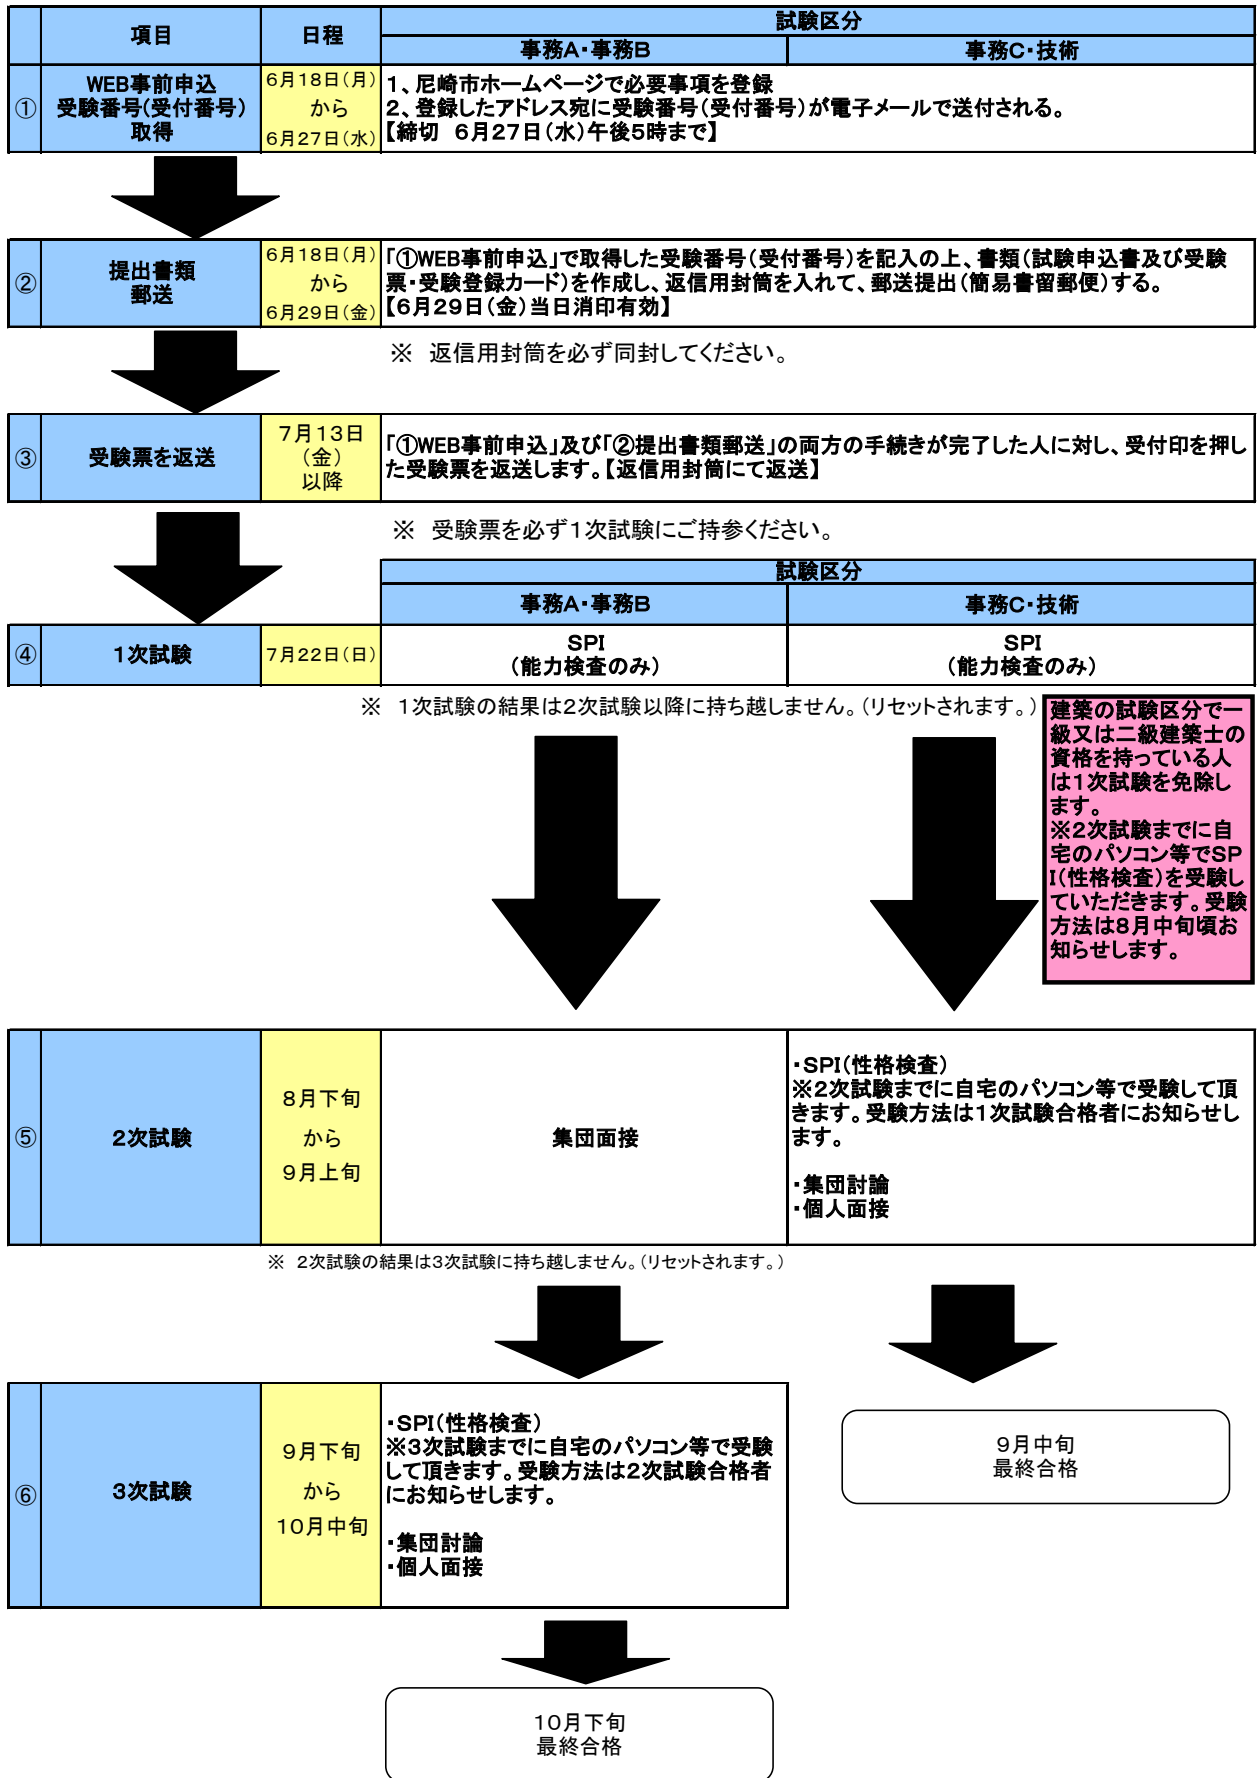 項目
日程
試験区分
事務A・事務B
事務C・技術
①
WEB事前申込
受験番号(受付番号)
取得
6月18日(月)
から
6月27日(水)
1、尼崎市ホームページで必要事項を登録
2、登録したアドレス宛に受験番号(受付番号)が電子メールで送付される。
【締切　6月27日(水)午後5時まで】
②
提出書類
郵送
6月18日(月)
から
6月29日(金)
「①WEB事前申込」で取得した受験番号(受付番号)を記入の上、書類(試験申込書及び受験
票・受験登録カード)を作成し、返信用封筒を入れて、郵送提出(簡易書留郵便)する。
【6月29日(金)当日消印有効】
※　返信用封筒を必ず同封してください。
③
受験票を返送
7月13日
(金)
以降
「①WEB事前申込」及び「②提出書類郵送」の両方の手続きが完了した人に対し、受付印を押し
た受験票を返送します。【返信用封筒にて返送】
※　受験票を必ず1次試験にご持参ください。
試験区分
事務A・事務B
事務C・技術
④
1次試験
7月22日(日)
SPI
(能力検査のみ)
SPI
(能力検査のみ)
※　1次試験の結果は2次試験以降に持ち越しません。(リセットされます。)
建築の試験区分で一
級又は二級建築士の
資格を持っている人
は1次試験を免除し
ます。
※2次試験までに自
宅のパソコン等でSP
I(性格検査)を受験し
ていただきます。受験
方法は8月中旬頃お
知らせします。
⑤
2次試験
8月下旬
から
9月上旬
集団面接
・SPI(性格検査)
※2次試験までに自宅のパソコン等で受験して頂
きます。受験方法は1次試験合格者にお知らせし
ます。
・集団討論
・個人面接
※　2次試験の結果は3次試験に持ち越しません。(リセットされます。)
⑥
3次試験
9月下旬
から
10月中旬
・SPI(性格検査)
※3次試験までに自宅のパソコン等で受験
して頂きます。受験方法は2次試験合格者
にお知らせします。
・集団討論
・個人面接
9月中旬
最終合格
10月下旬
最終合格